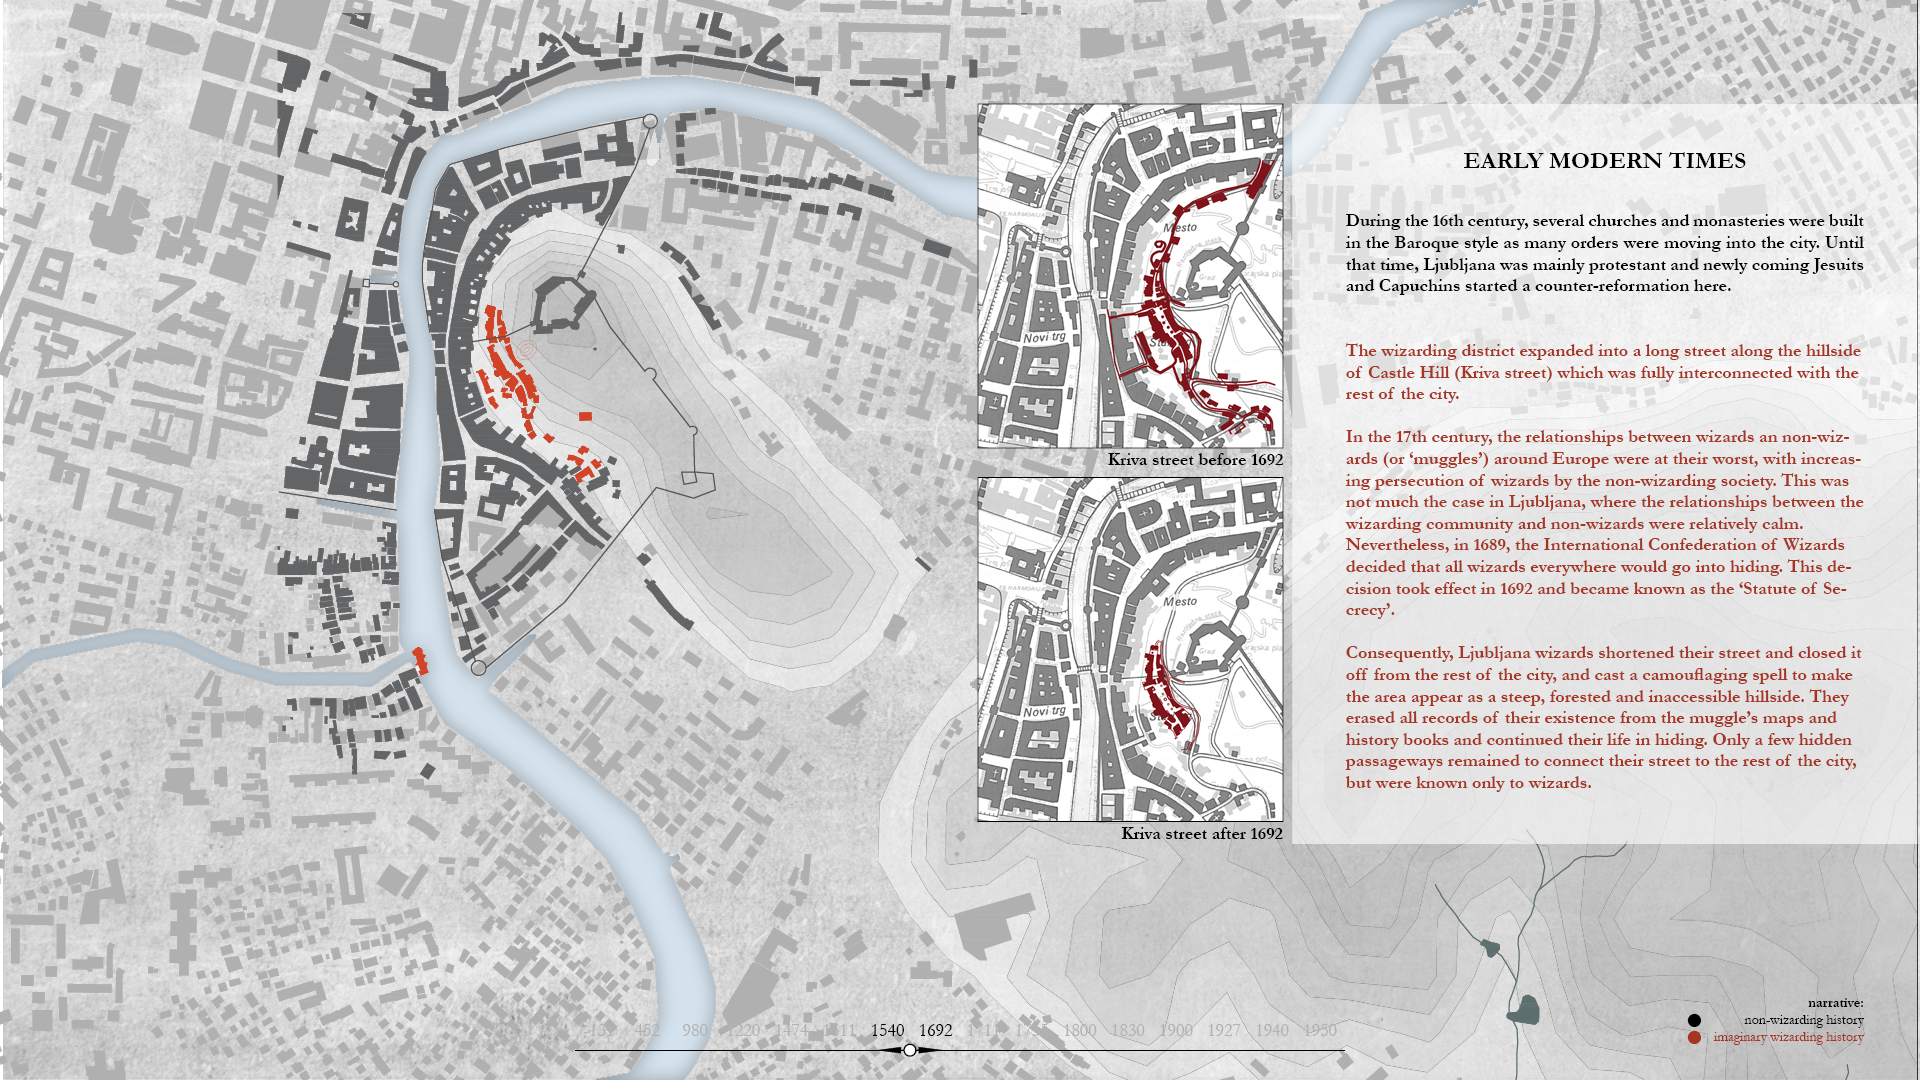 EARLY MODERN TIMES
During the 16th century, several churches and monasteries were built
in the Baroque style as many orders were moving into the city. Until
that time, Ljubljana was mainly protestant and newly coming Jesuits
and Capuchins started a counter-reformation here.
The wizarding district expanded into a long street along the hillside
of Castle Hill (Kriva street) which was fully interconnected with the
rest of the city.
In the 17th century, the relationships between wizards an non-wiz-
ards (or ‘muggles’) around Europe were at their worst, with increas-
ing persecution of wizards by the non-wizarding society. This was
not much the case in Ljubljana, where the relationships between the
wizarding community and non-wizards were relatively calm.
Nevertheless, in 1689, the International Confederation of Wizards
decided that all wizards everywhere would go into hiding. This de-
cision took effect in 1692 and became known as the ‘Statute of Se-
crecy’.
Consequently, Ljubljana wizards shortened their street and closed it
off from the rest of the city, and cast a camouflaging spell to make
the area appear as a steep, forested and inaccessible hillside. They
erased all records of their existence from the muggle’s maps and
history books and continued their life in hiding. Only a few hidden
passageways remained to connect their street to the rest of the city,
but were known only to wizards.
Mesto
Grad
Novi trg
Kriva street before 1692
Mesto
Grad
Novi trg
Kriva street after 1692
452 980 1220 1474 1540 1692 1800 1830 1900 1927 1940 1950
narrative:
non-wizarding history
imaginary wizarding history